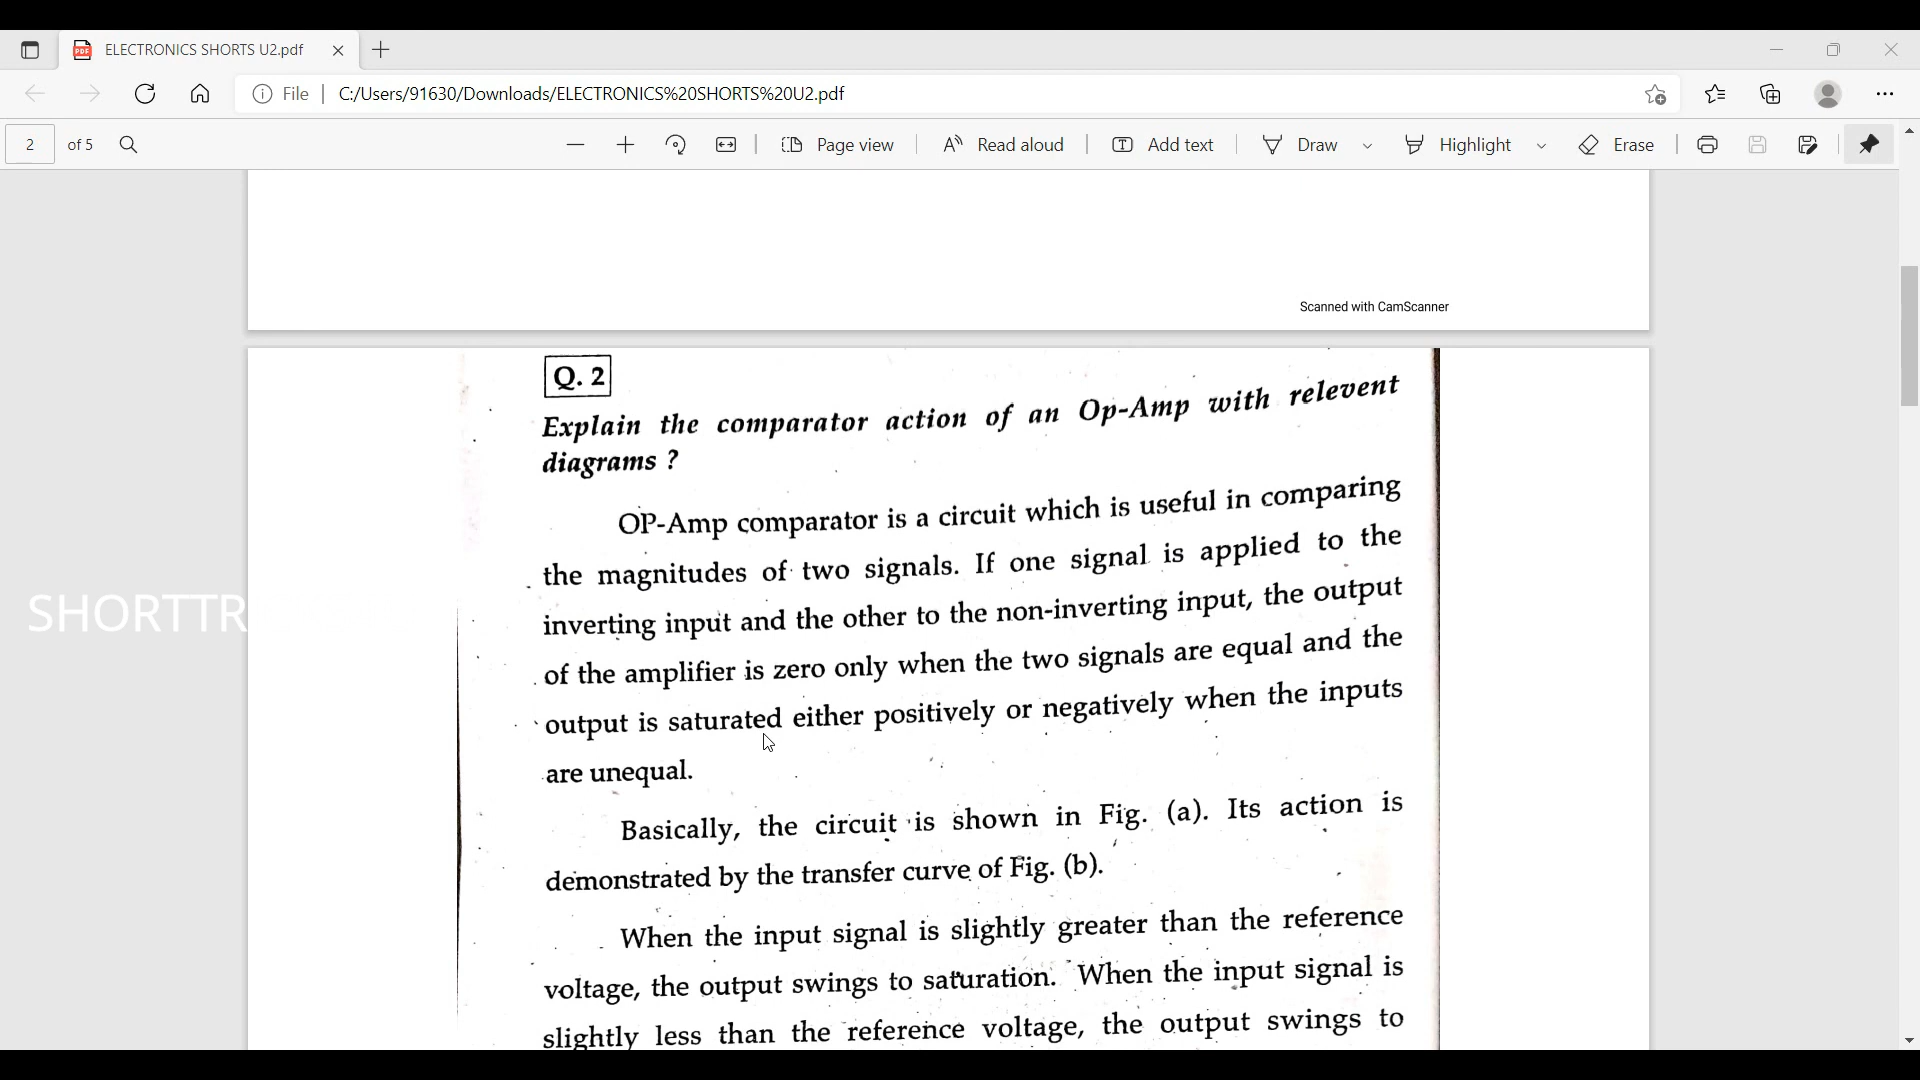 ELECTRONICS SHORTS U2.pdf
File
C:/Users/91630/Downloads/ELECTRONICS%20SHORTS%20U2.pdf
2 of 5
Page view
Read aloud
Add text
Draw
Highlight
Erase
Scanned with CamScanner
Q. 2
Explain the comparator action of an Op-Amp with relevent
diagrams ?
OP-Amp comparator is a circuit which is useful in comparing
the magnitudes of two signals. If one signal is applied to the
inverting input and the other to the non-inverting input, the output
of the amplifier is zero only when the two signals are equal and the
output is saturated either positively or negatively when the inputs
are unequal.
SHORTTR
Basically, the circuit is shown in Fig. (a). Its action is
demonstrated by the transfer curve of Fig. (b).
When the input signal is slightly greater than the reference
voltage, the output swings to saturation. When the input signal is
slightly less than the reference voltage, the output swings to